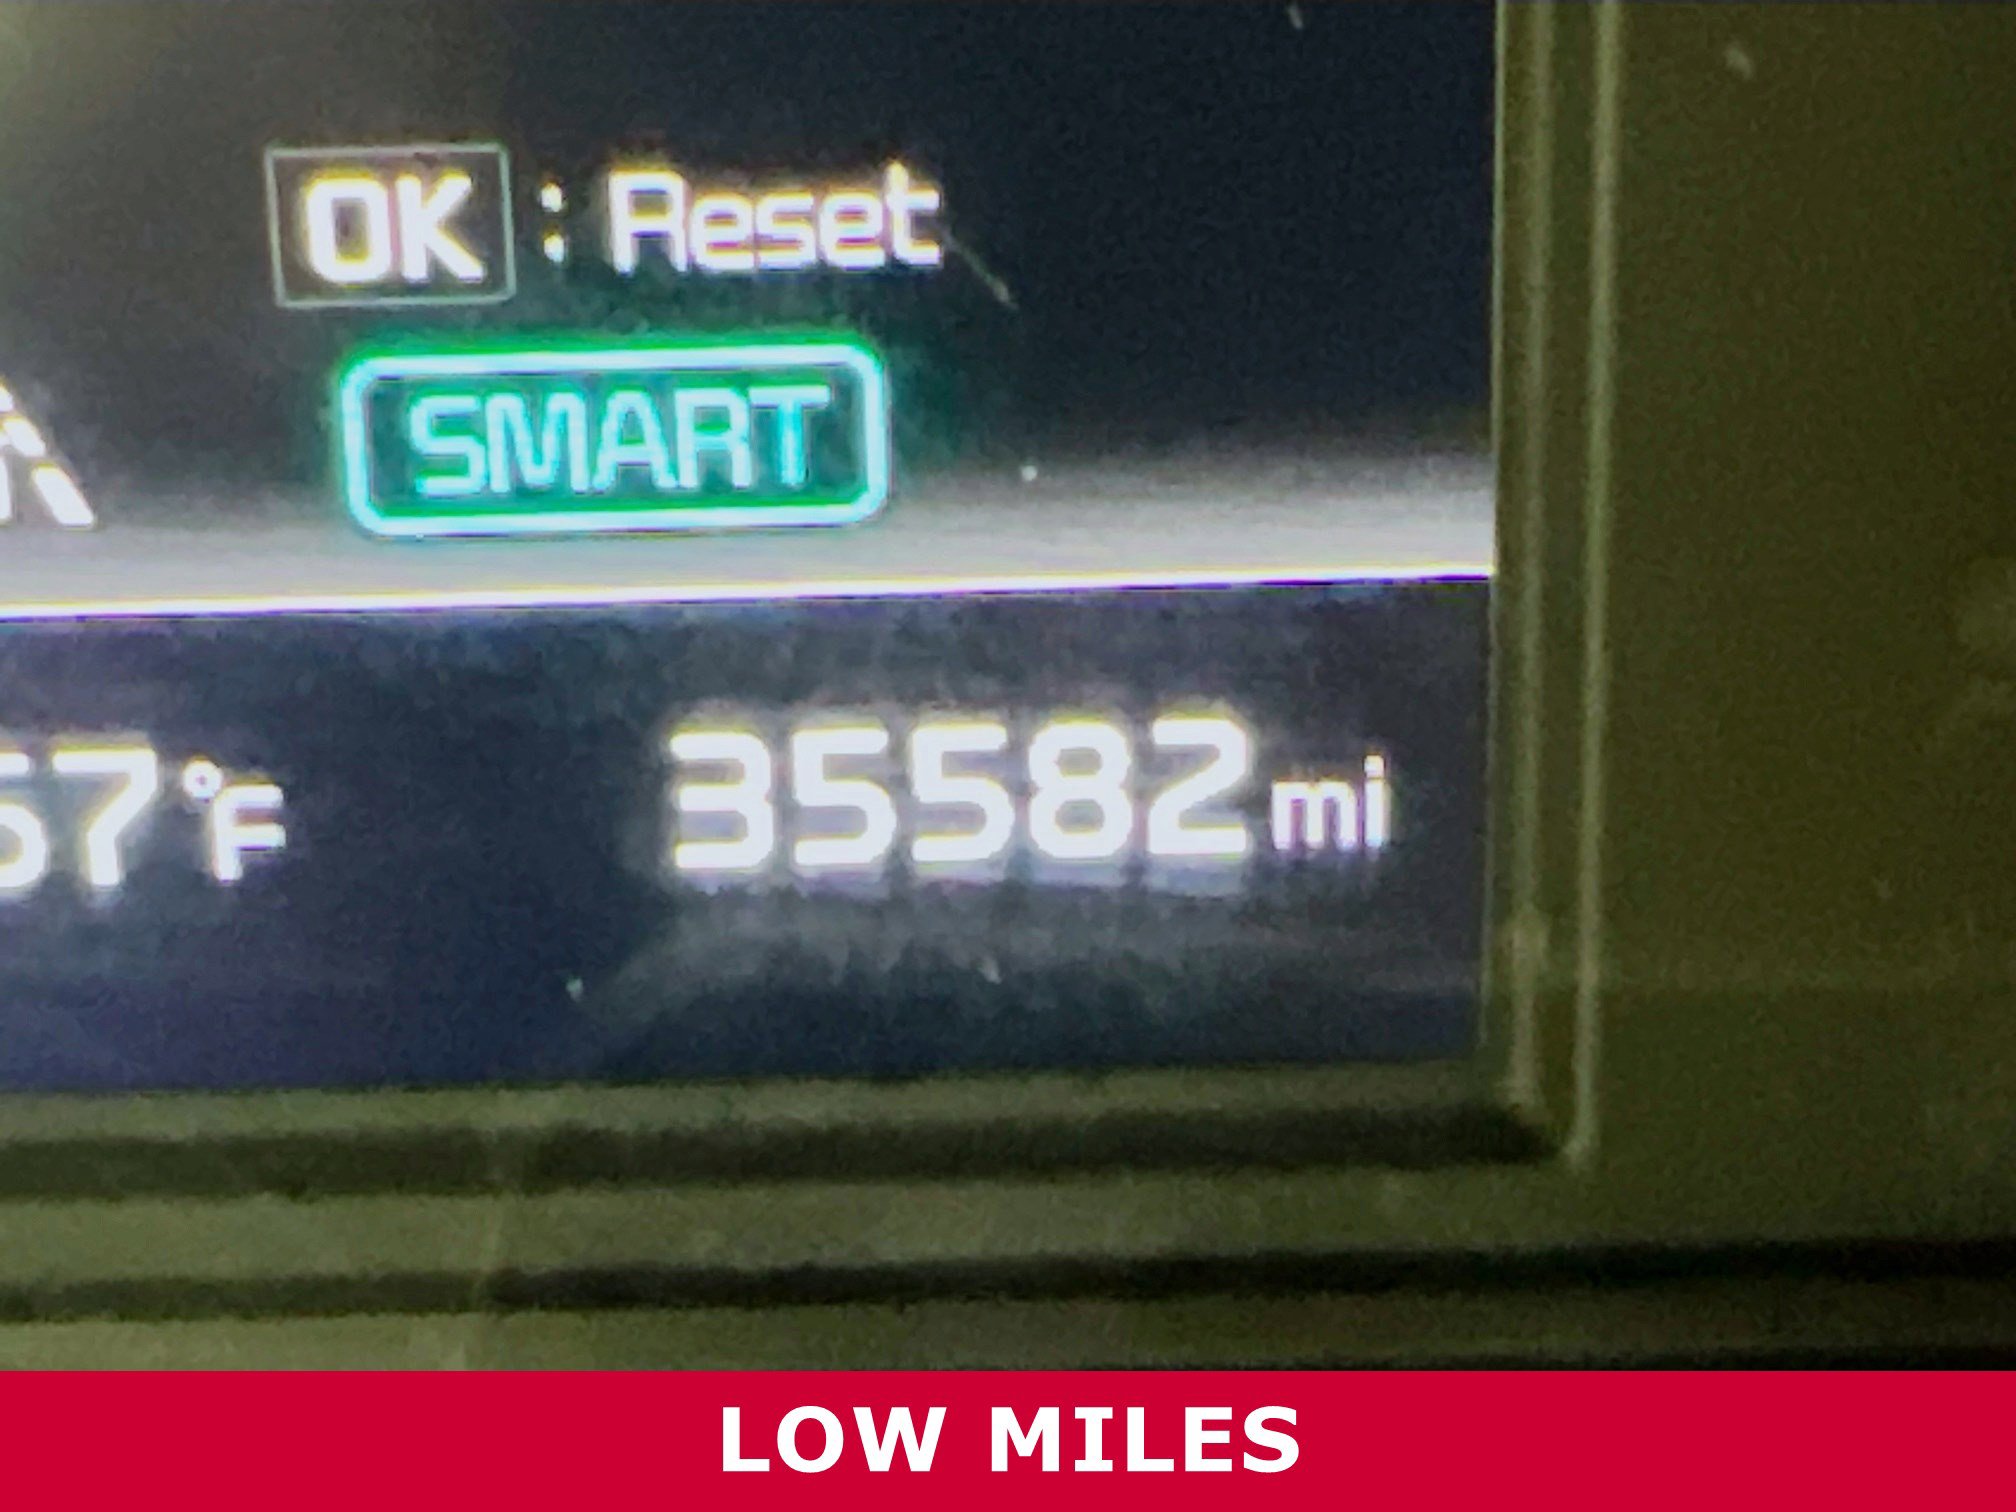 OK : Reset
SMART
°F
35582 mi
LOW MILES